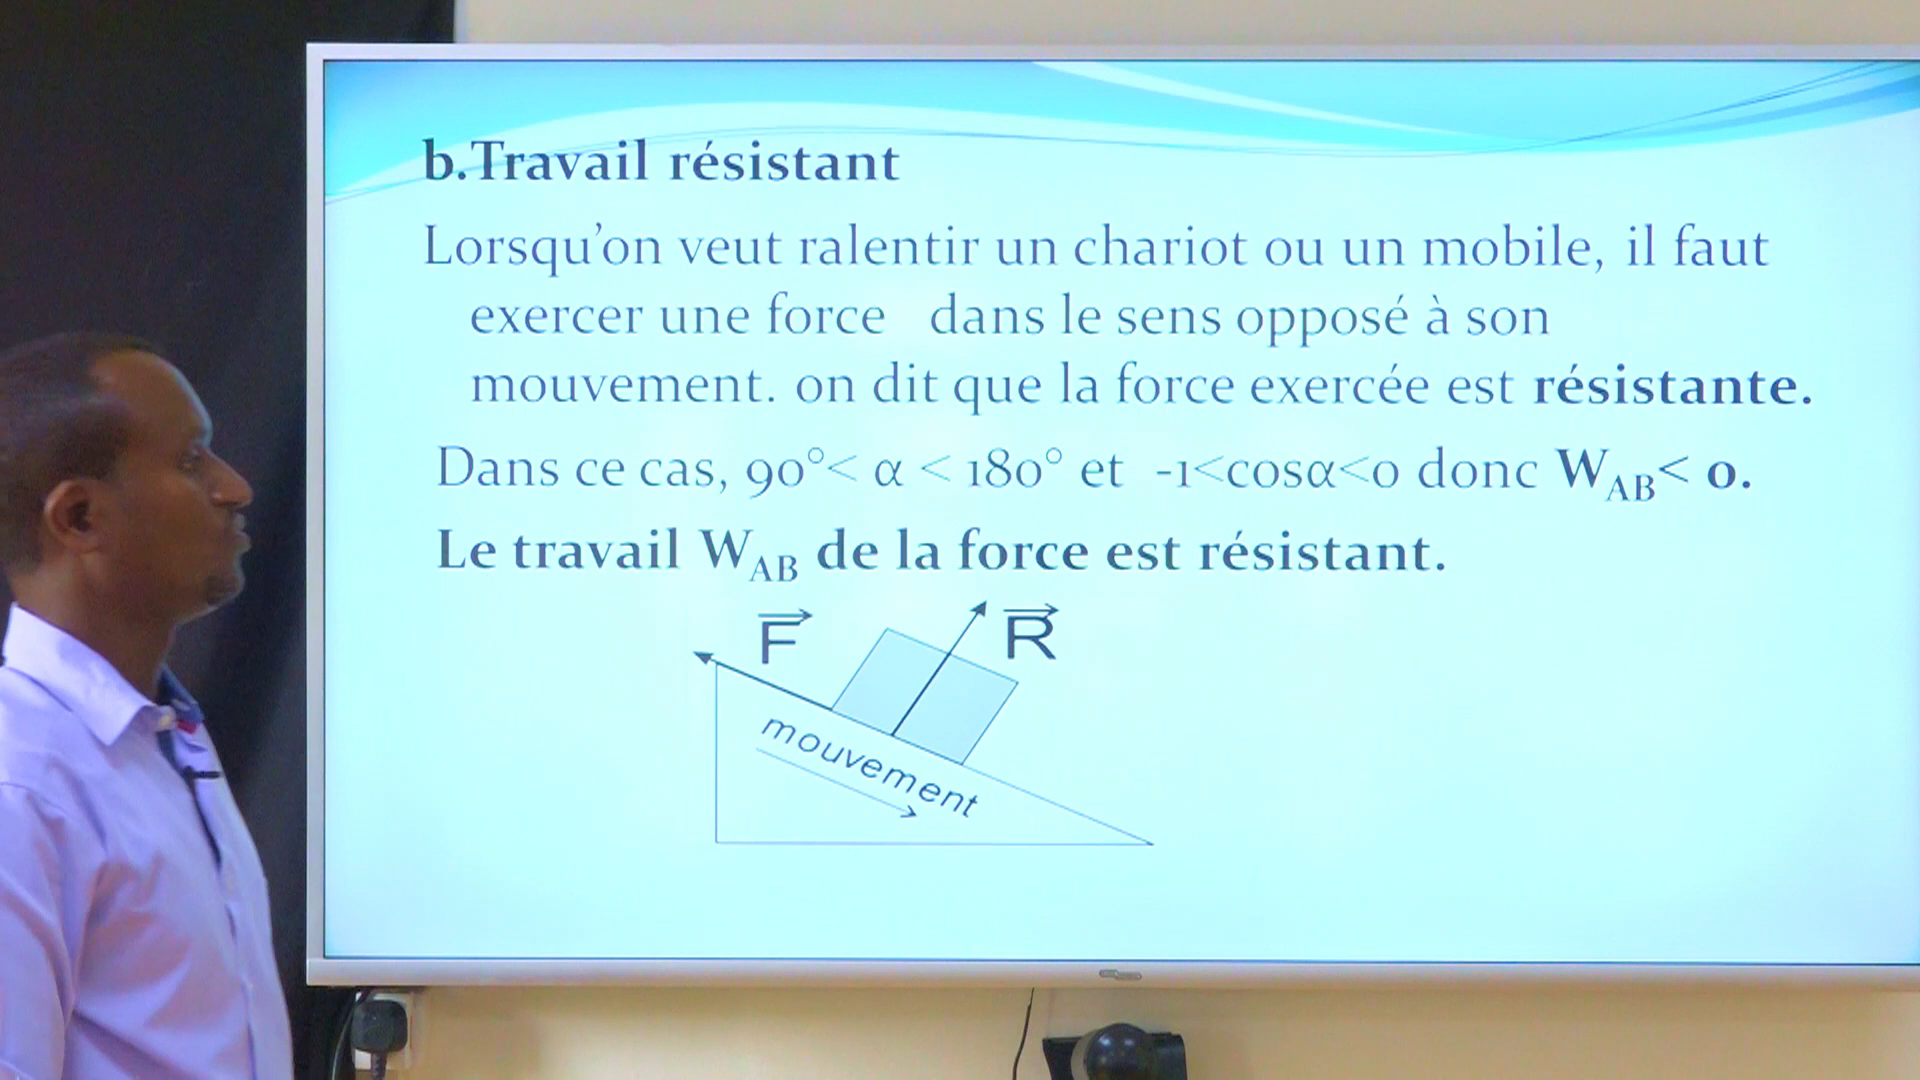 b.Travail résistant
Lorsqu'on veut ralentir un chariot ou un mobile, il faut
exercer une force dans le sens opposé à son
mouvement. on dit que la force exercée est résistante.
Dans ce cas, 90°< α < 180° et -1<cosα<0 donc W_AB< 0.
Le travail W_AB de la force est résistant.
F
R
mouvement